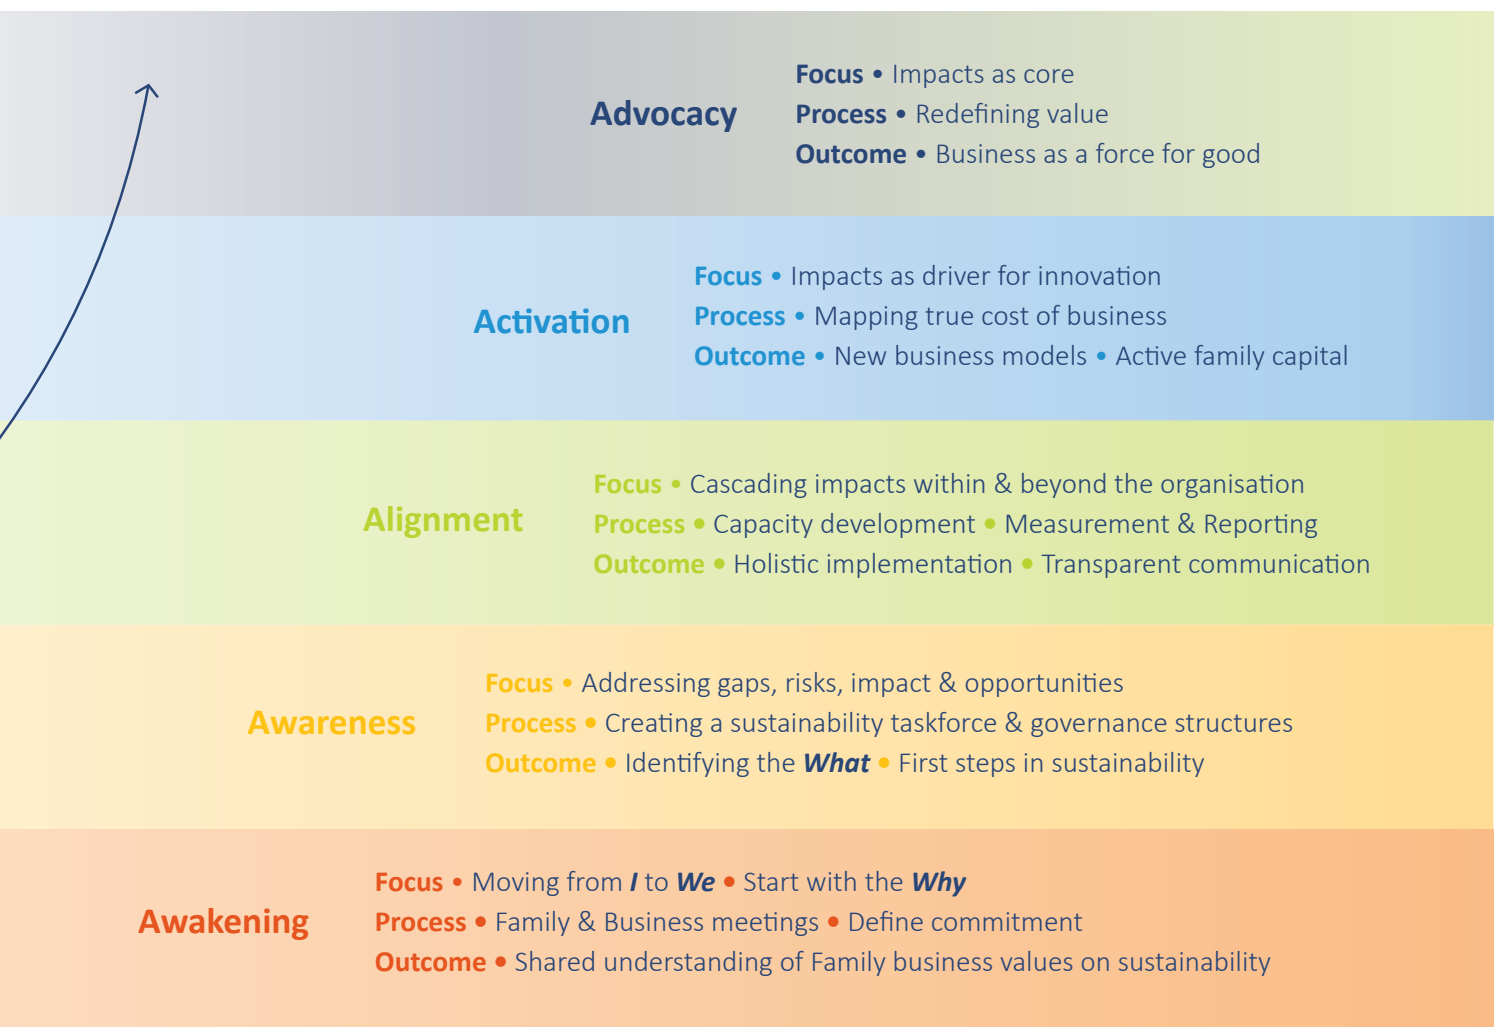 Advocacy
Focus • Impacts as core
Process • Redefining value
Outcome • Business as a force for good
Activation
Focus • Impacts as driver for innovation
Process • Mapping true cost of business
Outcome • New business models • Active family capital
Alignment
Focus • Cascading impacts within & beyond the organisation
Process • Capacity development • Measurement & Reporting
Outcome • Holistic implementation • Transparent communication
Awareness
Focus • Addressing gaps, risks, impact & opportunities
Process • Creating a sustainability taskforce & governance structures
Outcome • Identifying the What • First steps in sustainability
Awakening
Focus • Moving from I to We • Start with the Why
Process • Family & Business meetings • Define commitment
Outcome • Shared understanding of Family business values on sustainability